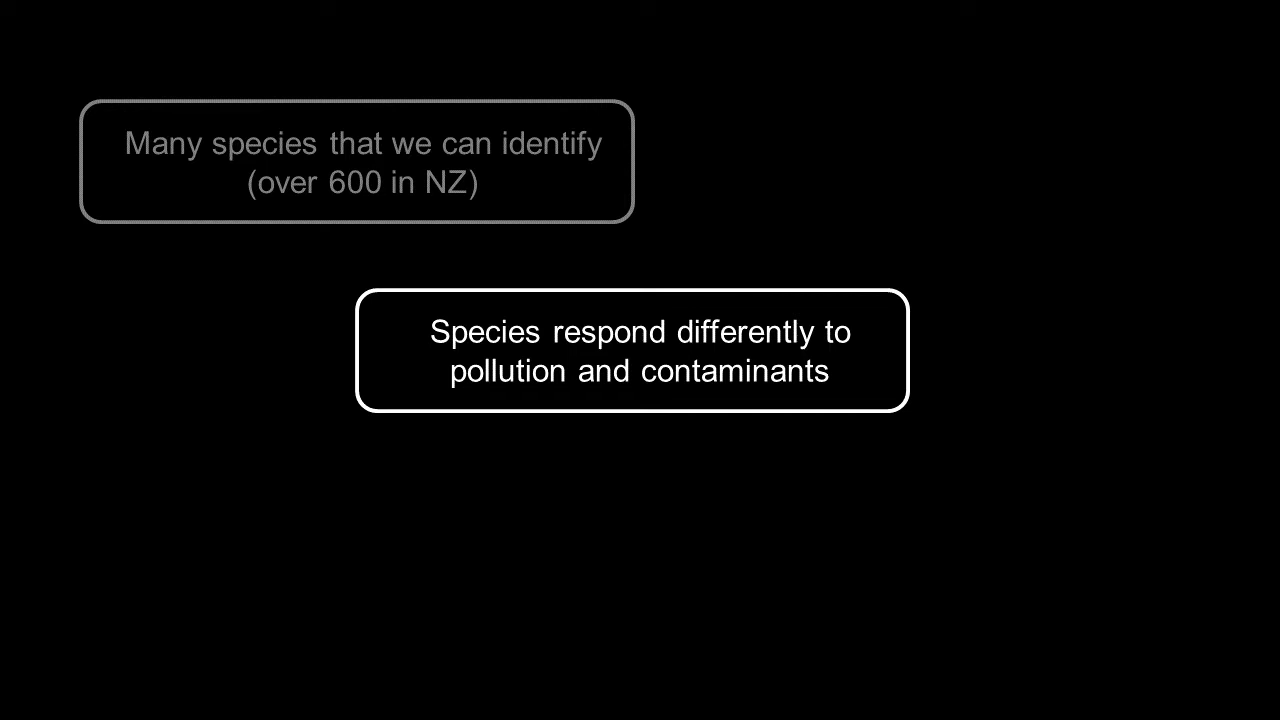 Many species that we can identify
(over 600 in NZ)
Species respond differently to
pollution and contaminants